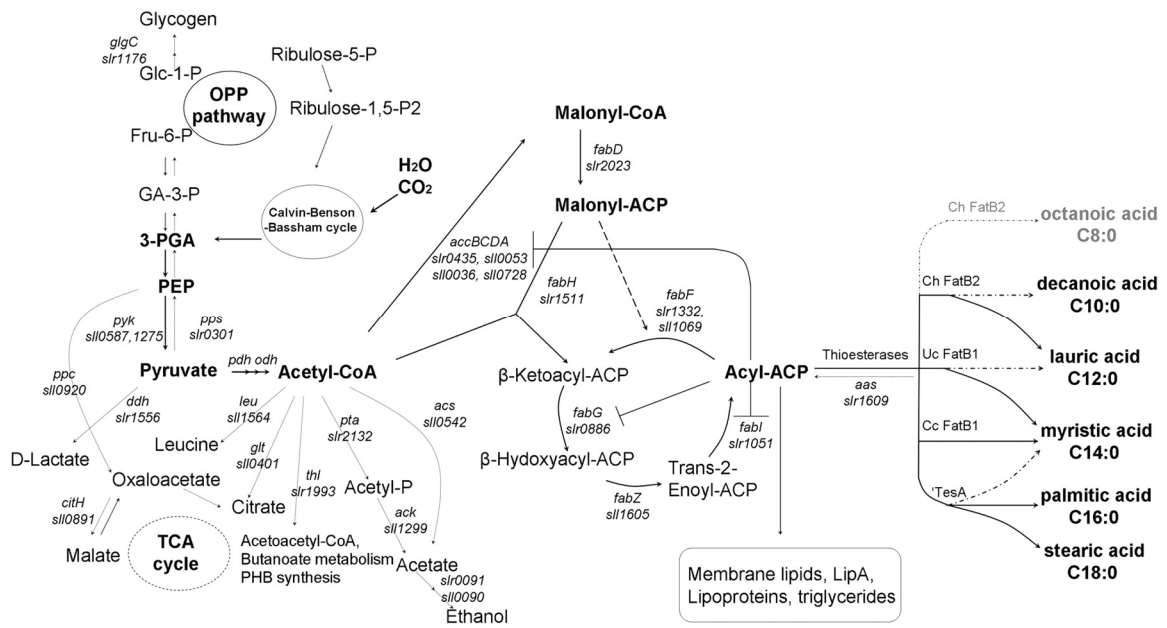 Glycogen
glgC
slr1176
Glc-1-P
OPP
pathway
Fru-6-P
GA-3-P
3-PGA
PEP
Ribulose-5-P
Ribulose-1,5-P2
H2O
CO2
Calvin-Benson
-Bassham cycle
pyk
sll0587,1275
pps
slr0301
ppc
sll0920
Pyruvate
pdh odh
Acetyl-CoA
ddh
slr1556
D-Lactate
leu
sll1564
Leucine
glt
sll0401
Citrate
thl
slr1993
Acetoacetyl-CoA,
Butanoate metabolism
PHB synthesis
pta
slr2132
Acetyl-P
ack
sll1299
acs
sll0542
Acetate
slr0091
sll0090
Ethanol
Oxaloacetate
citH
sll0891
Malate
TCA
cycle
Malonyl-CoA
fabD
slr2023
Malonyl-ACP
accBCDA
slr0435, sll0053
sll0036, sll0728
fabH
slr1511
fabF
slr1332,
sll1069
β-Ketoacyl-ACP
fabG
slr0886
β-Hydoxyacyl-ACP
fabZ
sll1605
Trans-2-
Enoyl-ACP
fabI
slr1051
Acyl-ACP
Membrane lipids, LipA,
Lipoproteins, triglycerides
Thioesterases
aas
slr1609
Ch FatB2
octanoic acid
C8:0
Ch FatB2
decanoic acid
C10:0
Uc FatB1
lauric acid
C12:0
Cc FatB1
myristic acid
C14:0
'TesA
palmitic acid
C16:0
stearic acid
C18:0